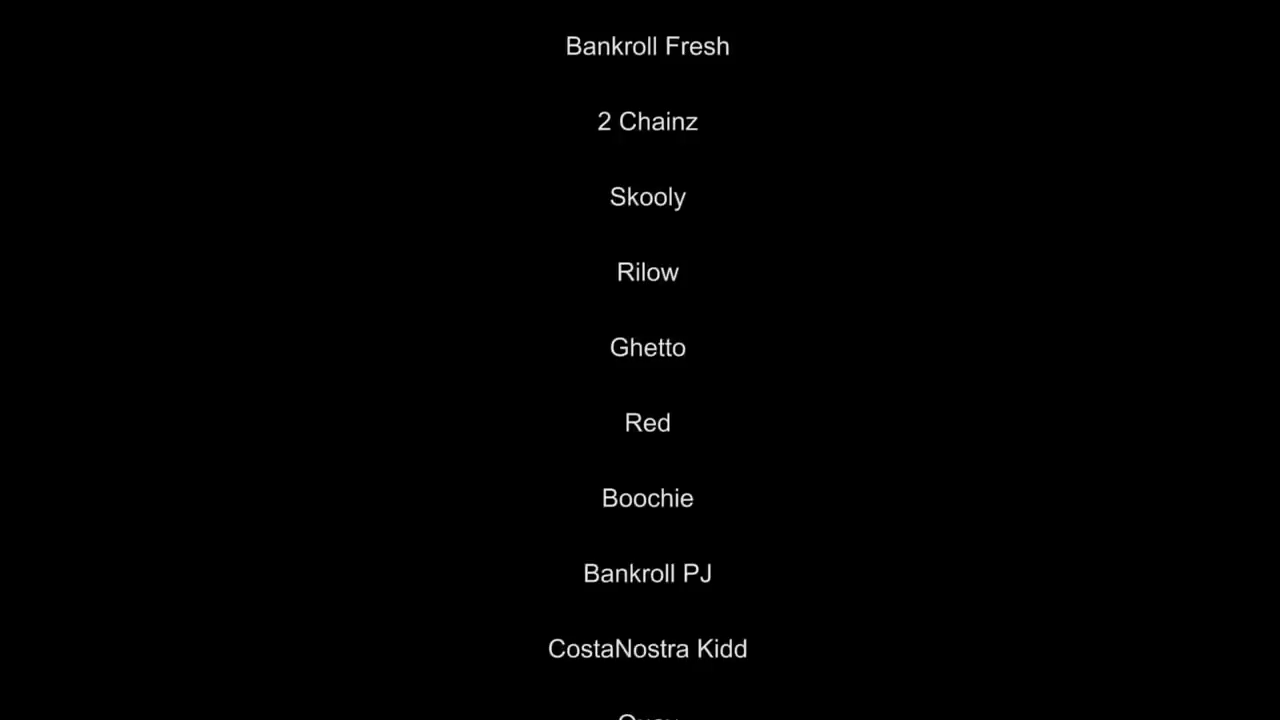 Bankroll Fresh
2 Chainz
Skooly
Rilow
Ghetto
Red
Boochie
Bankroll PJ
CostaNostra Kidd